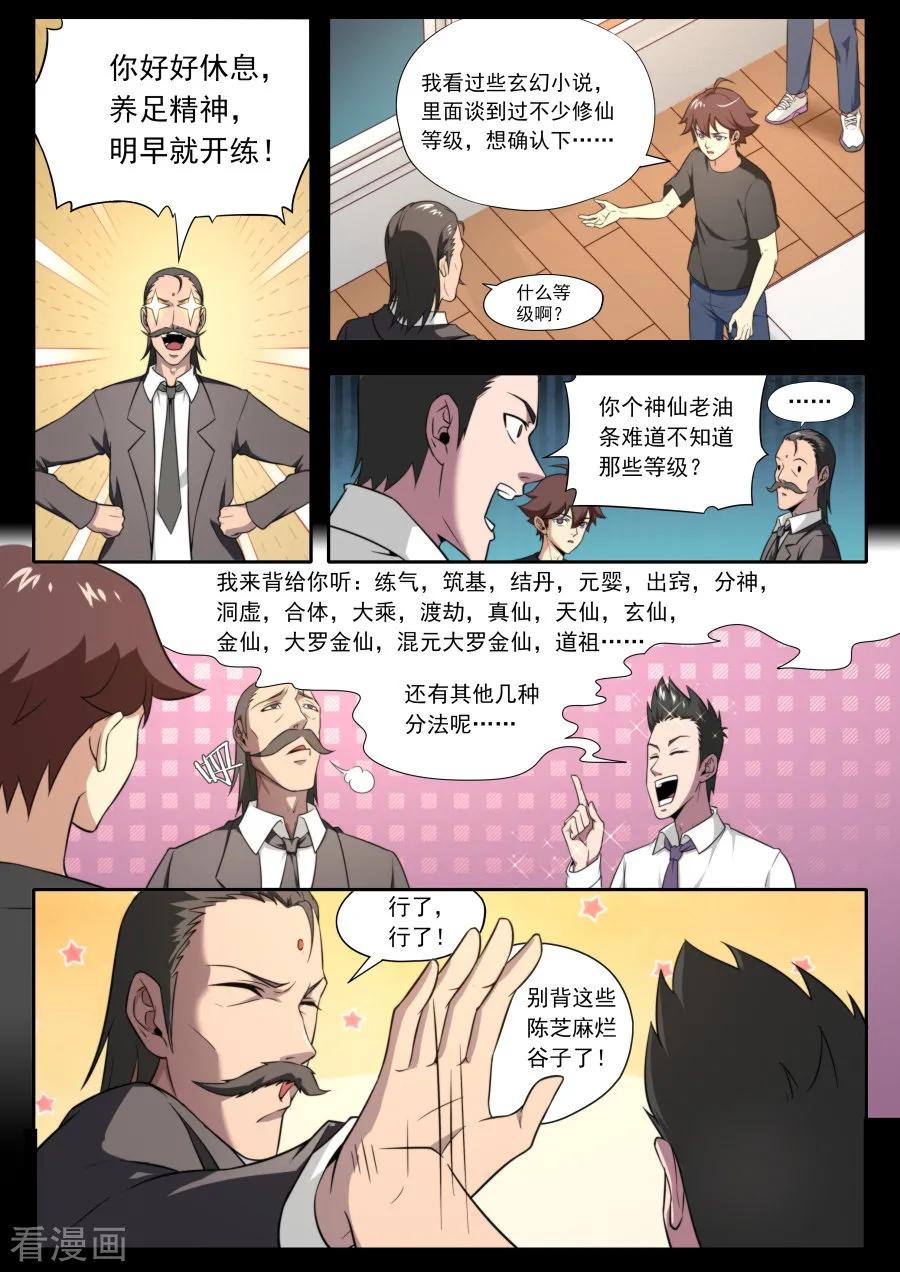 你好好休息，
养足精神，
明早就开练！
我看过些玄幻小说，
里面谈到过不少修仙
等级，想确认下……
什么等
级啊？
你个神仙老油
条难道不知道
那些等级？
……
我来背给你听：练气，筑基，结丹，元婴，出窍，分神，
洞虚，合体，大乘，渡劫，真仙，天仙，玄仙，
金仙，大罗金仙，混元大罗金仙，道祖……
还有其他几种
分法呢……
行了，
行了！
别背这些
陈芝麻烂
谷子了！
看漫画